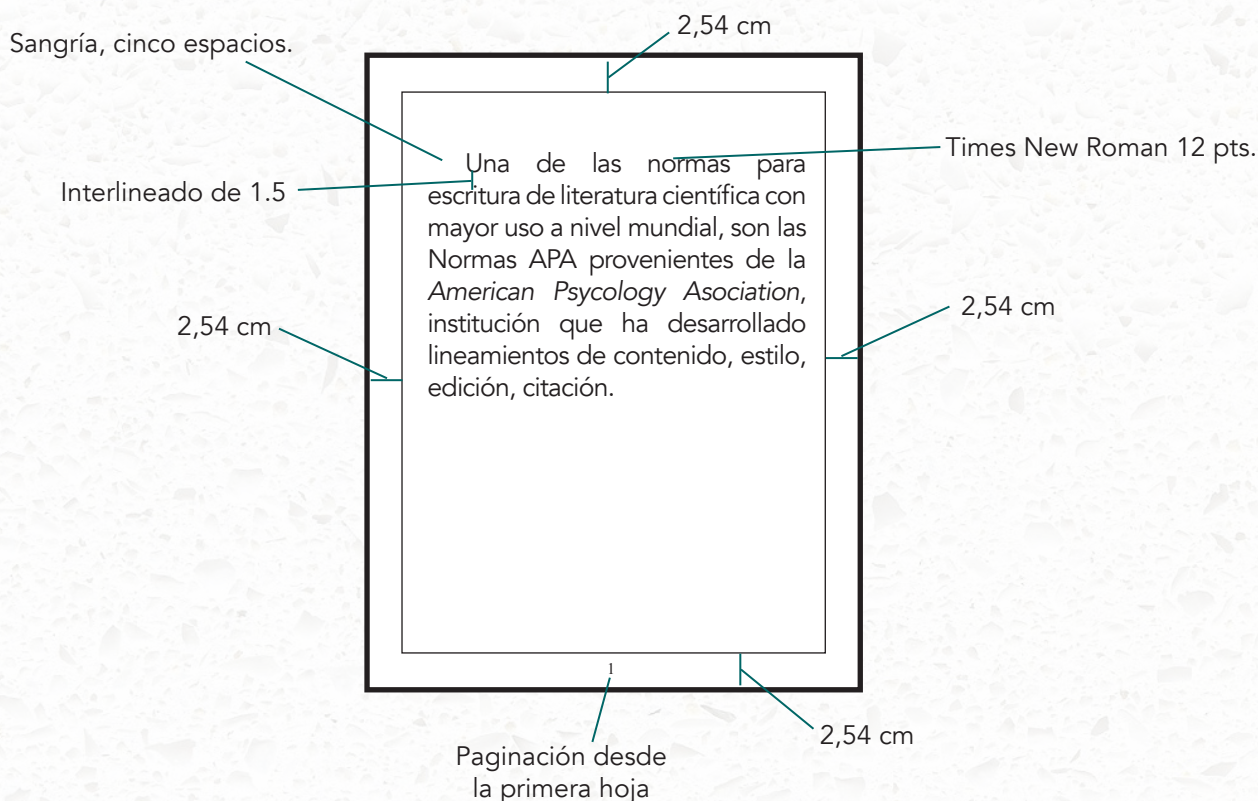 2,54 cm
Sangría, cinco espacios.
Times New Roman 12 pts.
Interlineado de 1.5
Una de las normas para
escritura de literatura científica con
mayor uso a nivel mundial, son las
Normas APA provenientes de la
American Psycology Asociation,
institución que ha desarrollado
lineamientos de contenido, estilo,
edición, citación.
2,54 cm
2,54 cm
1
2,54 cm
Paginación desde
la primera hoja